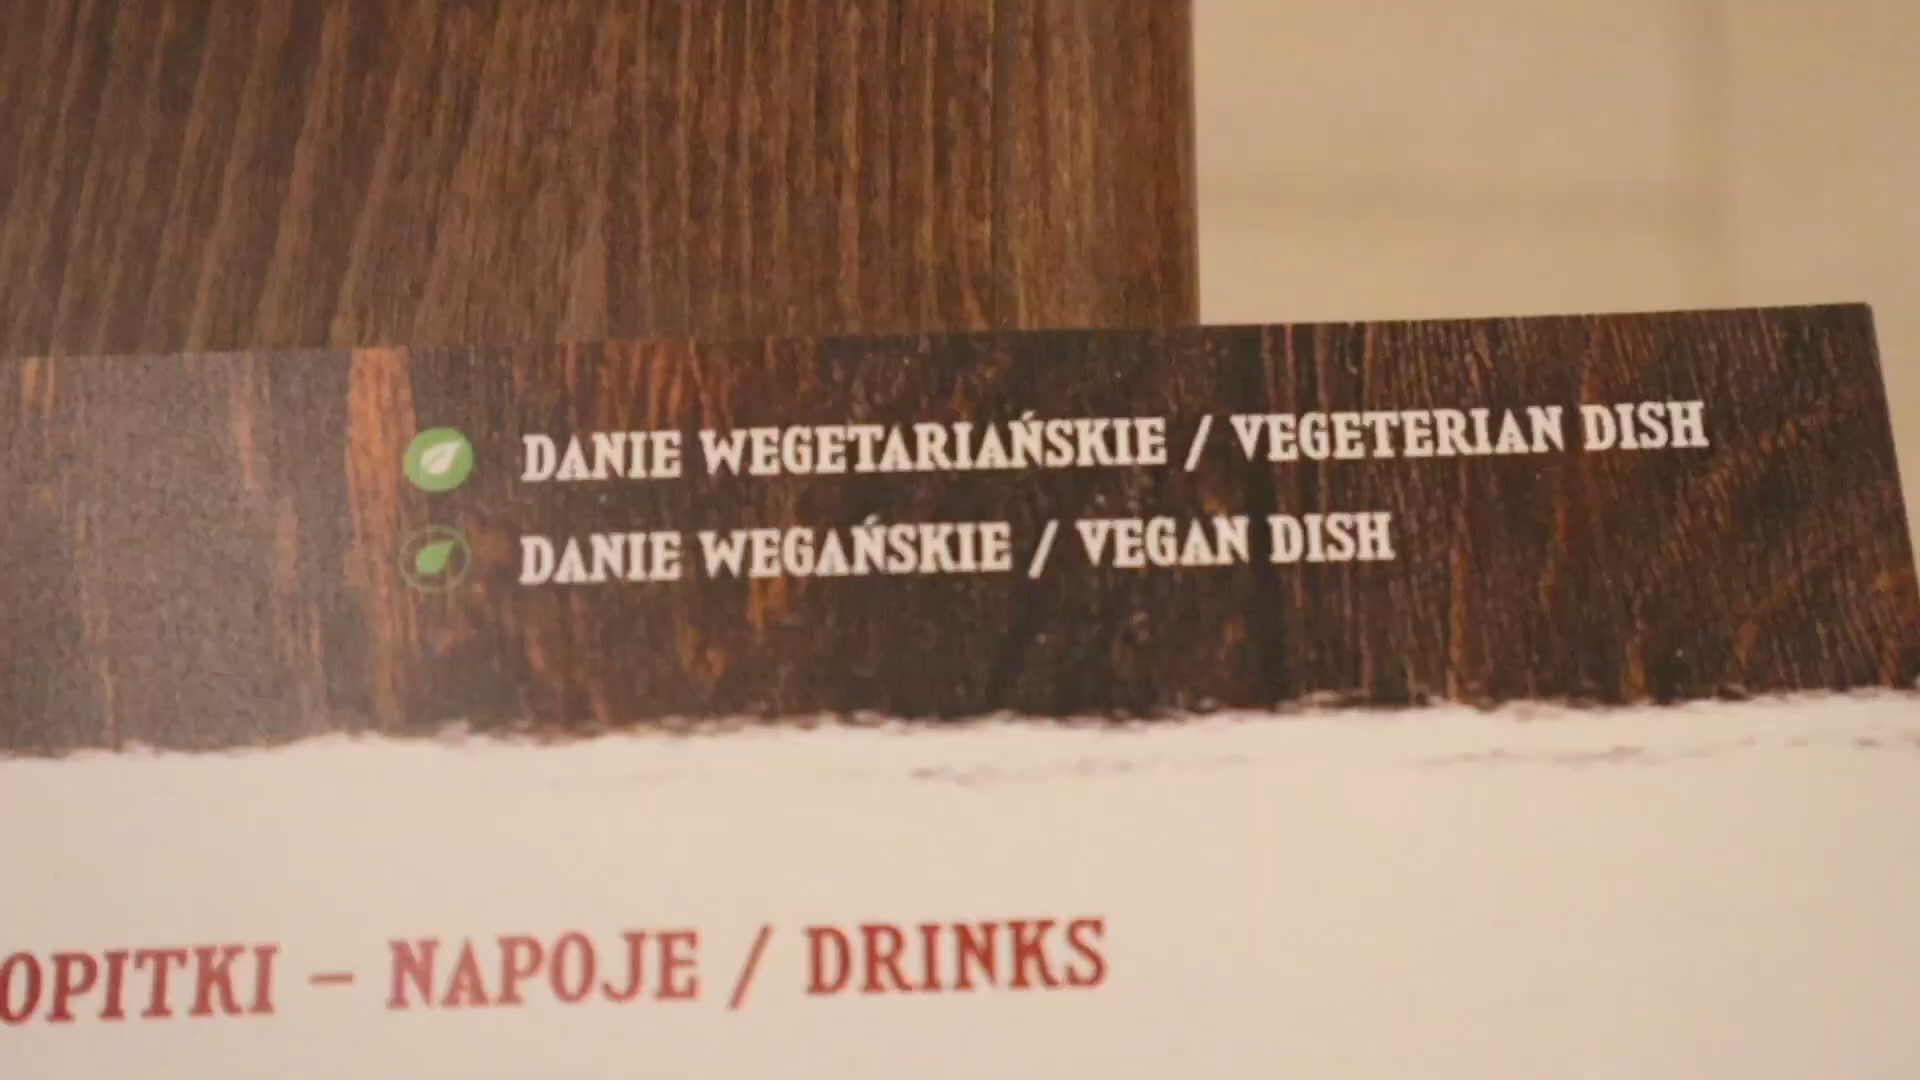 DANIE WEGETARIAŃSKIE / VEGETERIAN DISH
DANIE WEGAŃSKIE / VEGAN DISH
OPITKI – NAPOJE / DRINKS